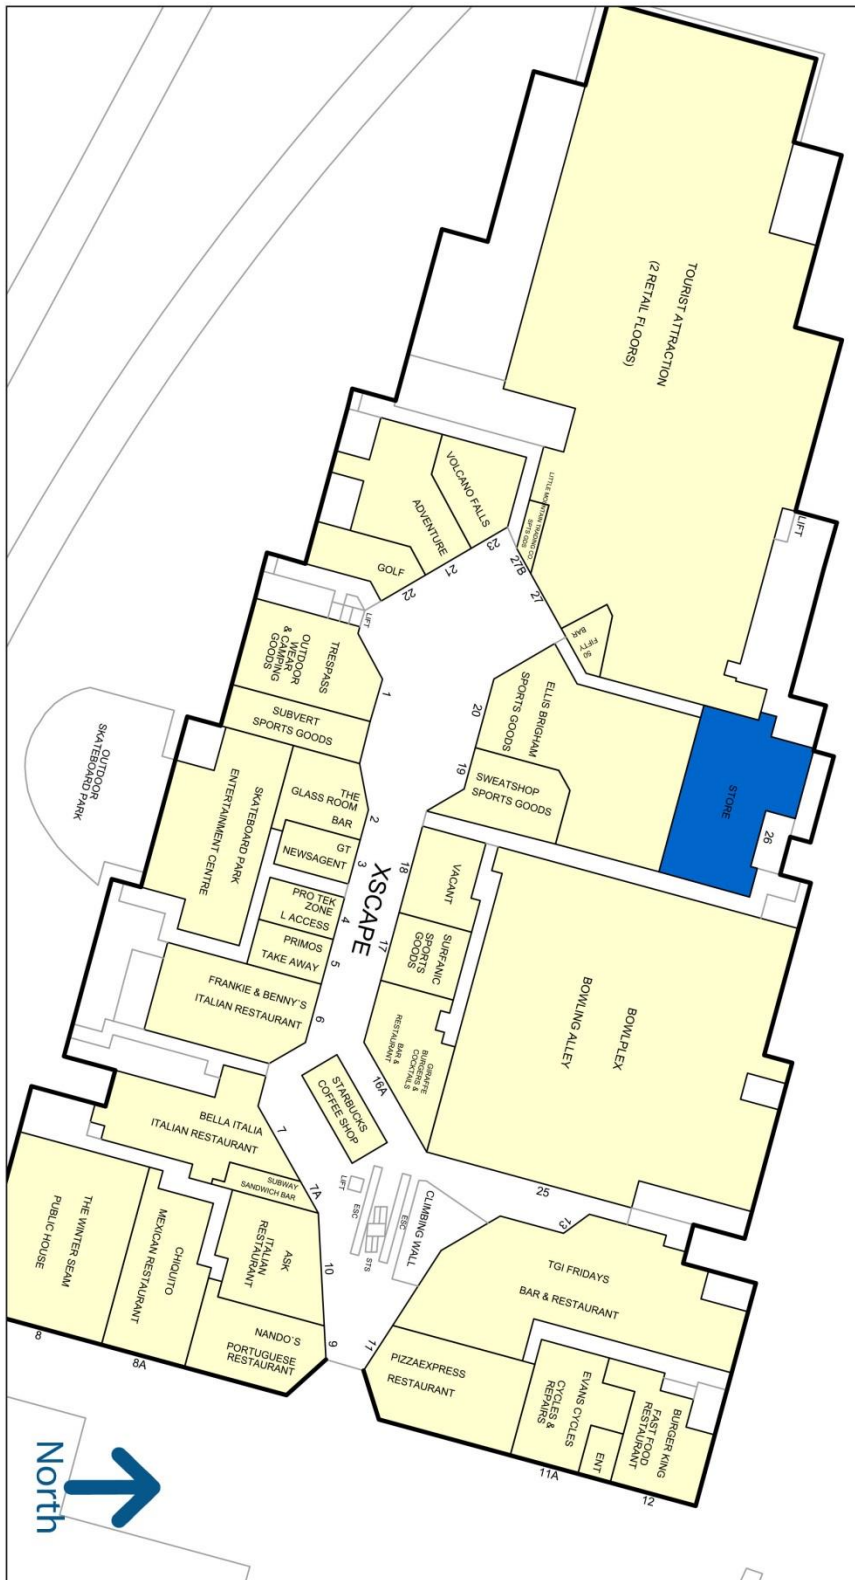 TOURIST ATTRACTION
(2 RETAIL FLOORS)
LIFT
VOLCANO FALLS
ADVENTURE
GOLF
LITTLE MOUNTAIN TRADING CO.
SPTS GDS
23
21
22
27B
27
50
FIFTY
BAR
LIFT
TRESPASS
OUTDOOR
WEAR
& CAMPING
GOODS
1
SUBVERT
SPORTS GOODS
OUTDOOR
SKATEBOARD PARK
SKATEBOARD PARK
ENTERTAINMENT CENTRE
THE
GLASS ROOM
BAR
2
GT
NEWSAGENT
3
PRO TEK
ZONE
L ACCESS
4
PRIMOS
TAKE AWAY
5
FRANKIE & BENNY`S
ITALIAN RESTAURANT
6
XSCAPE
ELLIS BRIGHAM
SPORTS GOODS
20
SWEATSHOP
SPORTS GOODS
19
STORE
26
VACANT
18
SURFANIC
SPORTS
GOODS
17
GIRAFFE
BURGERS &
COCKTAILS
BAR &
RESTAURANT
16A
BOWLPLEX
BOWLING ALLEY
25
STARBUCKS
COFFEE SHOP
BELLA ITALIA
ITALIAN RESTAURANT
7
SUBWAY
SANDWICH BAR
7A
LIFT
ESC
STS
ESC
CLIMBING WALL
13
TGI FRIDAYS
BAR & RESTAURANT
ASK
ITALIAN
RESTAURANT
10
CHIQUITO
MEXICAN RESTAURANT
8A
THE WINTER SEAM
PUBLIC HOUSE
8
NANDO`S
PORTUGUESE
RESTAURANT
9
11
PIZZAEXPRESS
RESTAURANT
EVANS CYCLES
CYCLES &
REPAIRS
11A
ENT
BURGER KING
FAST FOOD
RESTAURANT
12
North